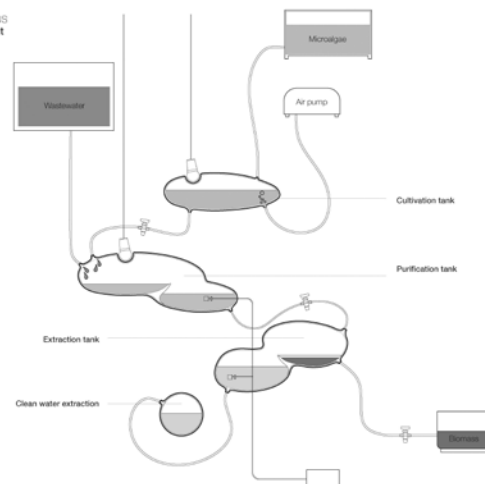 Microalgae
Wastewater
Air pump
Cultivation tank
Purification tank
Extraction tank
Clean water extraction
Biomass